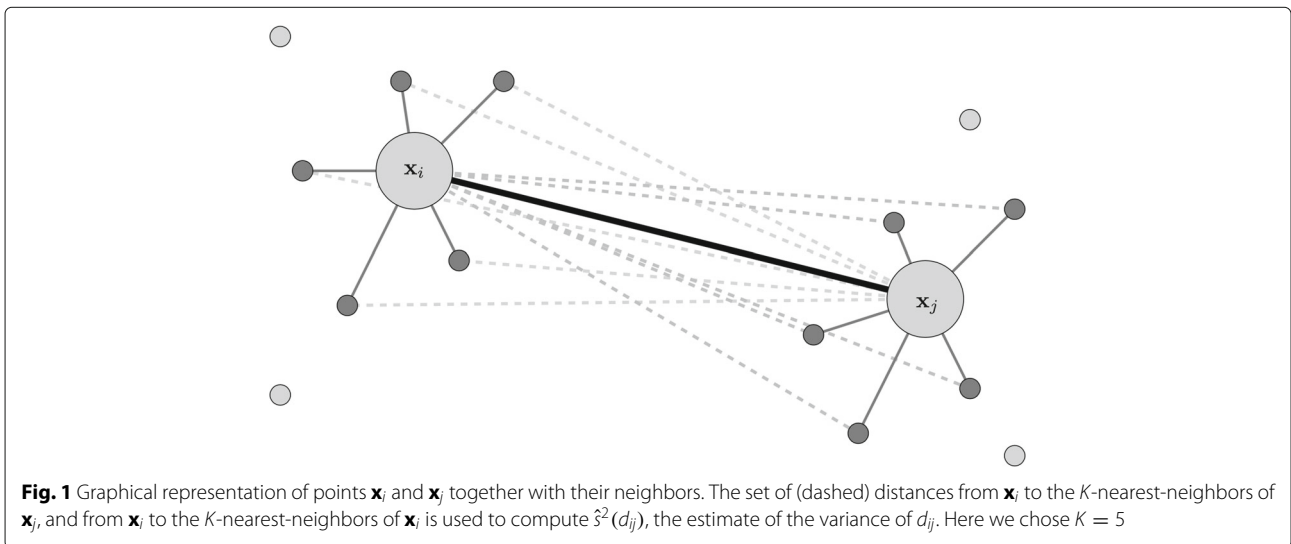 x_i
x_j
Fig. 1 Graphical representation of points x_i and x_j together with their neighbors. The set of (dashed) distances from x_i to the K-nearest-neighbors of
x_j, and from x_i to the K-nearest-neighbors of x_i is used to compute ŝ²(d_ij), the estimate of the variance of d_ij. Here we chose K = 5